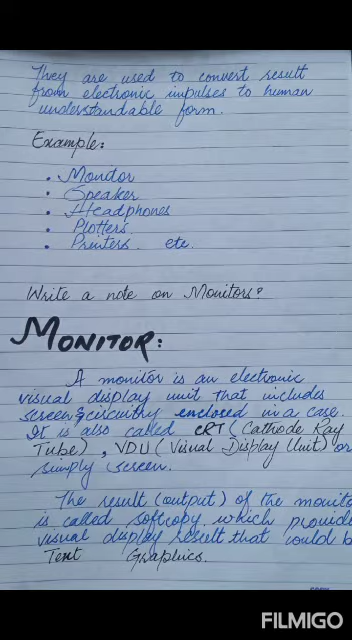 They are used to convert result
from electronic impulses to human
understandable form.
Example:
• Monitor
• Speaker
• Headphones
• Plotters.
• Printers etc.
Write a note on Monitors?
MONITOR:
A monitor is an electronic
visual display unit that includes
screen & circuitry enclosed in a case.
It is also called CRT (Cathode Ray
Tube), VDU (Visual Display Unit) or
simply screen.
The result (output) of the monito
is called softcopy, which provide
visual display result that could b
Text Graphics.
FILMIGO